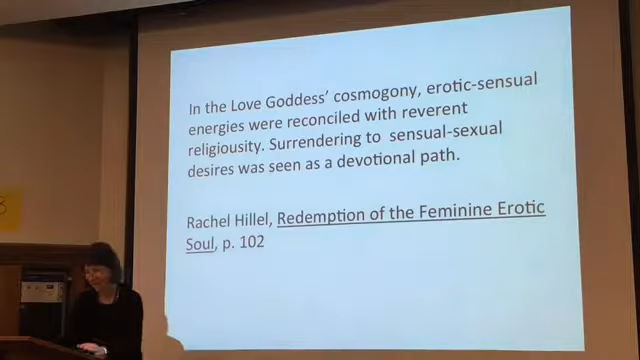 In the Love Goddess' cosmogony, erotic-sensual
energies were reconciled with reverent
religiousity. Surrendering to sensual-sexual
desires was seen as a devotional path.
Rachel Hillel, Redemption of the Feminine Erotic
Soul, p. 102